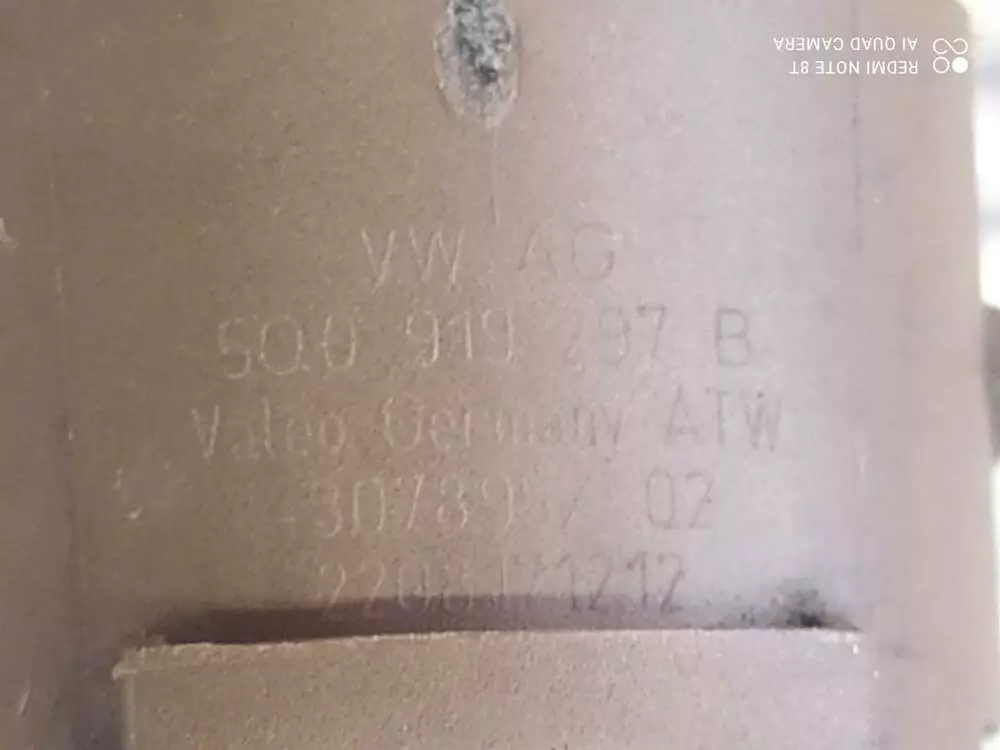 VW AG
5Q0 919 297 B
Valeo Germany ATW
02
REDMI NOTE 8T
AI QUAD CAMERA